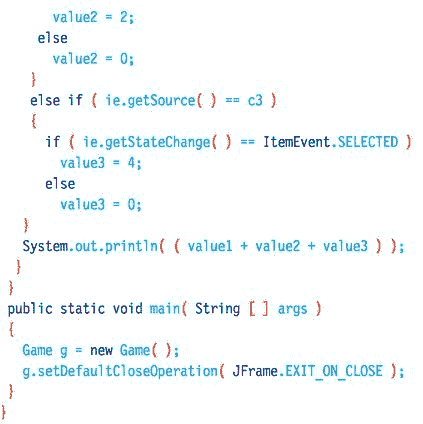 value2 = 2;
else
value2 = 0;
}
else if ( ie.getSource( ) == c3 )
{
if ( ie.getStateChange( ) == ItemEvent.SELECTED )
value3 = 4;
else
value3 = 0;
}
System.out.println( ( value1 + value2 + value3 ) );
}
}
public static void main( String [ ] args )
{
Game g = new Game( );
g.setDefaultCloseOperation( JFrame.EXIT_ON_CLOSE );
}
}